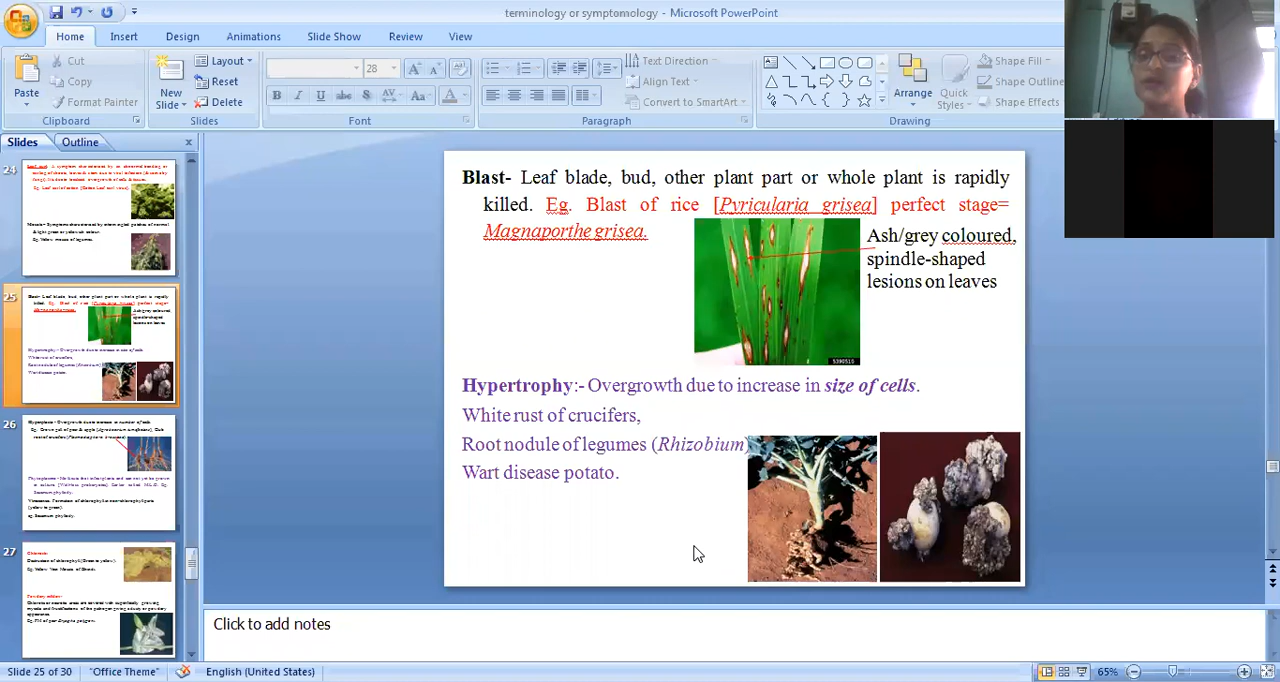 terminology or symptomology - Microsoft PowerPoint
Home Insert Design Animations Slide Show Review View
Cut
Copy
Format Painter
Paste
Clipboard
New
Slide
Layout
Reset
Delete
Slides
28
Font
Text Direction
Align Text
Convert to SmartArt
Paragraph
Arrange
Quick
Styles
Shape Fill
Shape Outline
Shape Effects
Drawing
Slides Outline
24
25
26
27
Blast- Leaf blade, bud, other plant part or whole plant is rapidly
killed. Eg. Blast of rice [Pyricularia grisea] perfect stage=
Magnaporthe grisea.
Ash/grey coloured,
spindle-shaped
lesions on leaves
5390510
Hypertrophy:- Overgrowth due to increase in size of cells.
White rust of crucifers,
Root nodule of legumes (Rhizobium)
Wart disease potato.
Click to add notes
Slide 25 of 30
"Office Theme"
English (United States)
65%